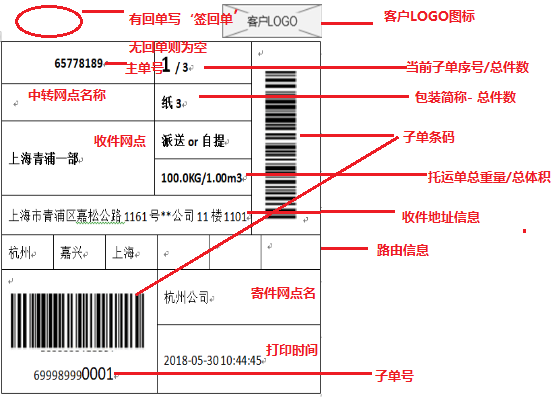 有回单写‘签回单’
无回单则为空
客户LOGO
客户LOGO图标
65778189
主单号
1 / 3
当前子单序号/总件数
中转网点名称
纸 3
包装简称- 总件数
收件网点
派送 or 自提
子单条码
上海青浦一部
100.0KG/1.00m3
托运单总重量/总体积
上海市青浦区嘉松公路 1161 号**公司 11 楼 1101
收件地址信息
杭州
嘉兴
上海
路由信息
杭州公司
寄件网点名
打印时间
2018-05-30 10:44:45
699989990001
子单号